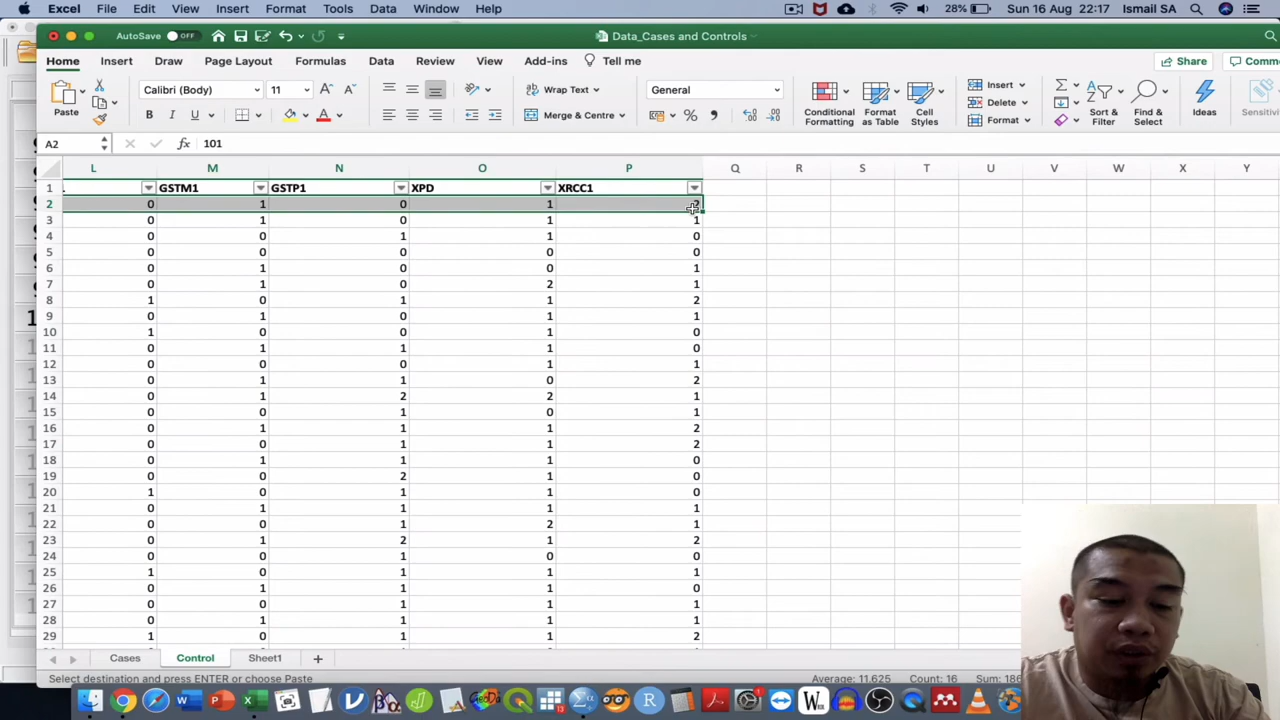 Excel File Edit View Insert Format Tools Data Window Help 28% Sun 16 Aug 22:17 Ismail SA
AutoSave OFF Data_Cases and Controls
Home Insert Draw Page Layout Formulas Data Review View Add-ins Tell me Share Comme
Paste Calibri (Body) 11 A^ A˅ Wrap Text General Conditional Formatting Format as Table Cell Styles Insert Delete Format Sort & Filter Find & Select Ideas Sensitivity
B I U A Merge & Centre % 
A2 fx 101
L M N O P Q R S T U V W X Y
1 GSTM1 GSTP1 XPD XRCC1
2 0 1 0 1 2
3 0 1 0 1 1
4 0 0 1 1 0
5 0 0 0 0 0
6 0 1 0 0 1
7 0 1 0 2 1
8 1 0 1 1 2
9 0 1 0 1 1
10 1 0 0 1 0
11 0 1 1 1 0
12 0 0 0 1 1
13 0 1 1 0 2
14 0 1 2 2 1
15 0 0 1 0 1
16 0 1 1 1 2
17 0 0 1 1 2
18 0 1 1 1 0
19 0 0 2 1 0
20 1 0 1 1 0
21 0 1 1 1 1
22 0 0 1 2 1
23 0 1 2 1 2
24 0 0 1 0 0
25 1 0 1 1 1
26 0 1 1 1 0
27 0 0 1 1 1
28 0 1 1 1 1
29 1 0 1 1 2
Cases Control Sheet1 +
Select destination and press ENTER or choose Paste Average: 11.625 Count: 16 Sum: 186